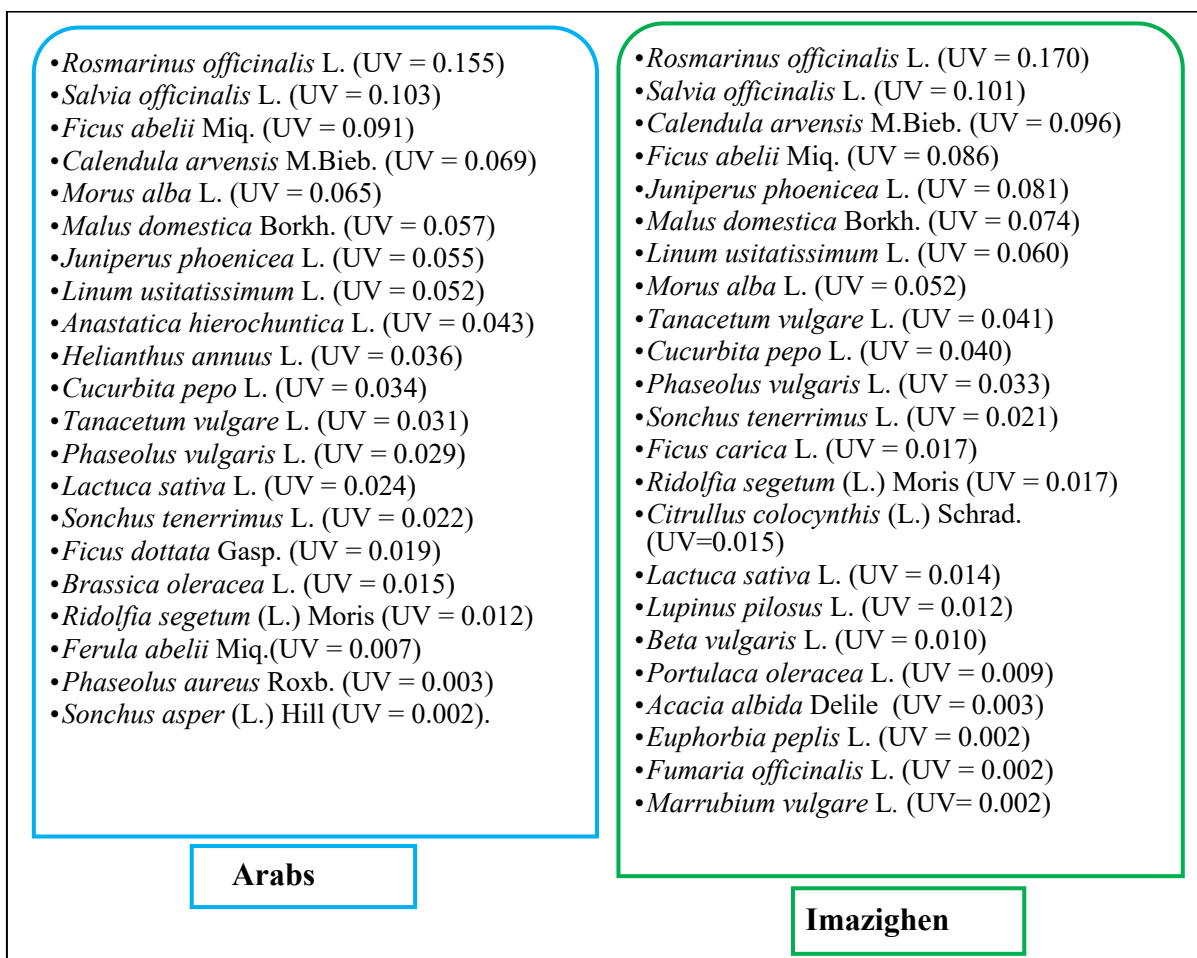 •Rosmarinus officinalis L. (UV = 0.155)
•Salvia officinalis L. (UV = 0.103)
•Ficus abelii Miq. (UV = 0.091)
•Calendula arvensis M.Bieb. (UV = 0.069)
•Morus alba L. (UV = 0.065)
•Malus domestica Borkh. (UV = 0.057)
•Juniperus phoenicea L. (UV = 0.055)
•Linum usitatissimum L. (UV = 0.052)
•Anastatica hierochuntica L. (UV = 0.043)
•Helianthus annuus L. (UV = 0.036)
•Cucurbita pepo L. (UV = 0.034)
•Tanacetum vulgare L. (UV = 0.031)
•Phaseolus vulgaris L. (UV = 0.029)
•Lactuca sativa L. (UV = 0.024)
•Sonchus tenerrimus L. (UV = 0.022)
•Ficus dottata Gasp. (UV = 0.019)
•Brassica oleracea L. (UV = 0.015)
•Ridolfia segetum (L.) Moris (UV = 0.012)
•Ferula abelii Miq.(UV = 0.007)
•Phaseolus aureus Roxb. (UV = 0.003)
•Sonchus asper (L.) Hill (UV = 0.002).
Arabs
•Rosmarinus officinalis L. (UV = 0.170)
•Salvia officinalis L. (UV = 0.101)
•Calendula arvensis M.Bieb. (UV = 0.096)
•Ficus abelii Miq. (UV = 0.086)
•Juniperus phoenicea L. (UV = 0.081)
•Malus domestica Borkh. (UV = 0.074)
•Linum usitatissimum L. (UV = 0.060)
•Morus alba L. (UV = 0.052)
•Tanacetum vulgare L. (UV = 0.041)
•Cucurbita pepo L. (UV = 0.040)
•Phaseolus vulgaris L. (UV = 0.033)
•Sonchus tenerrimus L. (UV = 0.021)
•Ficus carica L. (UV = 0.017)
•Ridolfia segetum (L.) Moris (UV = 0.017)
•Citrullus colocynthis (L.) Schrad.
(UV=0.015)
•Lactuca sativa L. (UV = 0.014)
•Lupinus pilosus L. (UV = 0.012)
•Beta vulgaris L. (UV = 0.010)
•Portulaca oleracea L. (UV = 0.009)
•Acacia albida Delile (UV = 0.003)
•Euphorbia peplis L. (UV = 0.002)
•Fumaria officinalis L. (UV = 0.002)
•Marrubium vulgare L. (UV= 0.002)
Imazighen